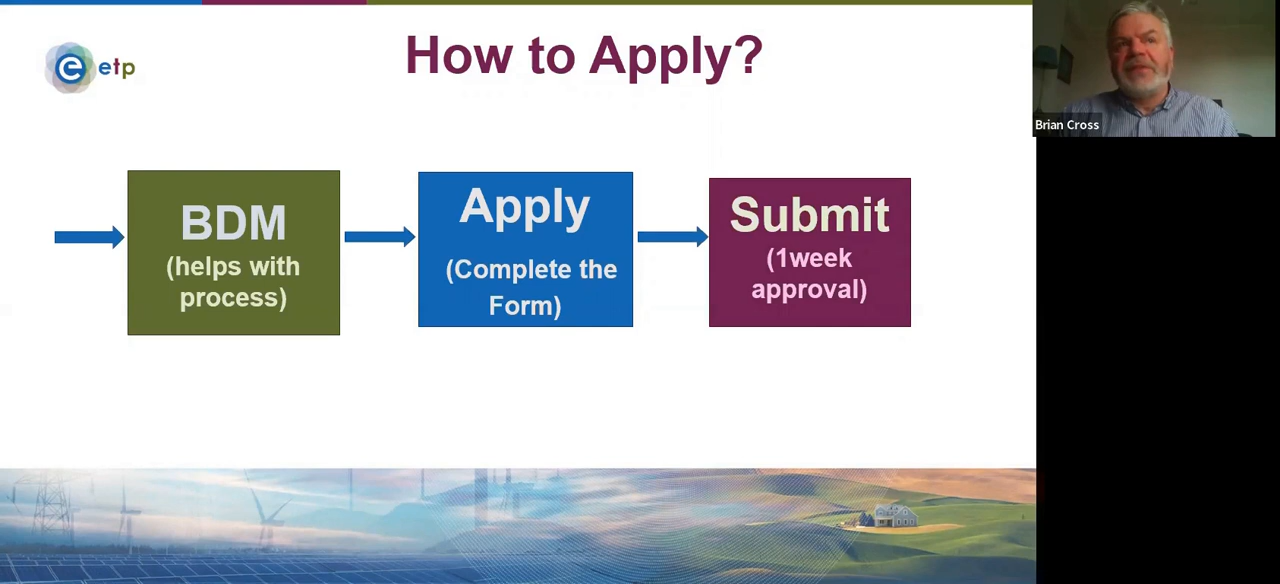 How to Apply?
etp
BDM
(helps with
process)
Apply
(Complete the
Form)
Submit
(1week
approval)
Brian Cross